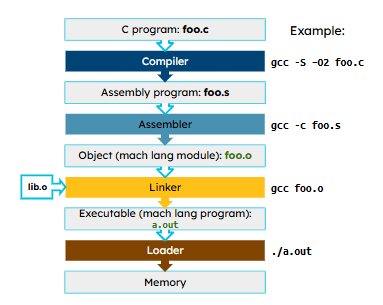 C program: foo.c
Example:
Compiler
gcc -S -O2 foo.c
Assembly program: foo.s
Assembler
gcc -c foo.s
Object (mach lang module): foo.o
lib.o
Linker
gcc foo.o
Executable (mach lang program):
a.out
Loader
./a.out
Memory